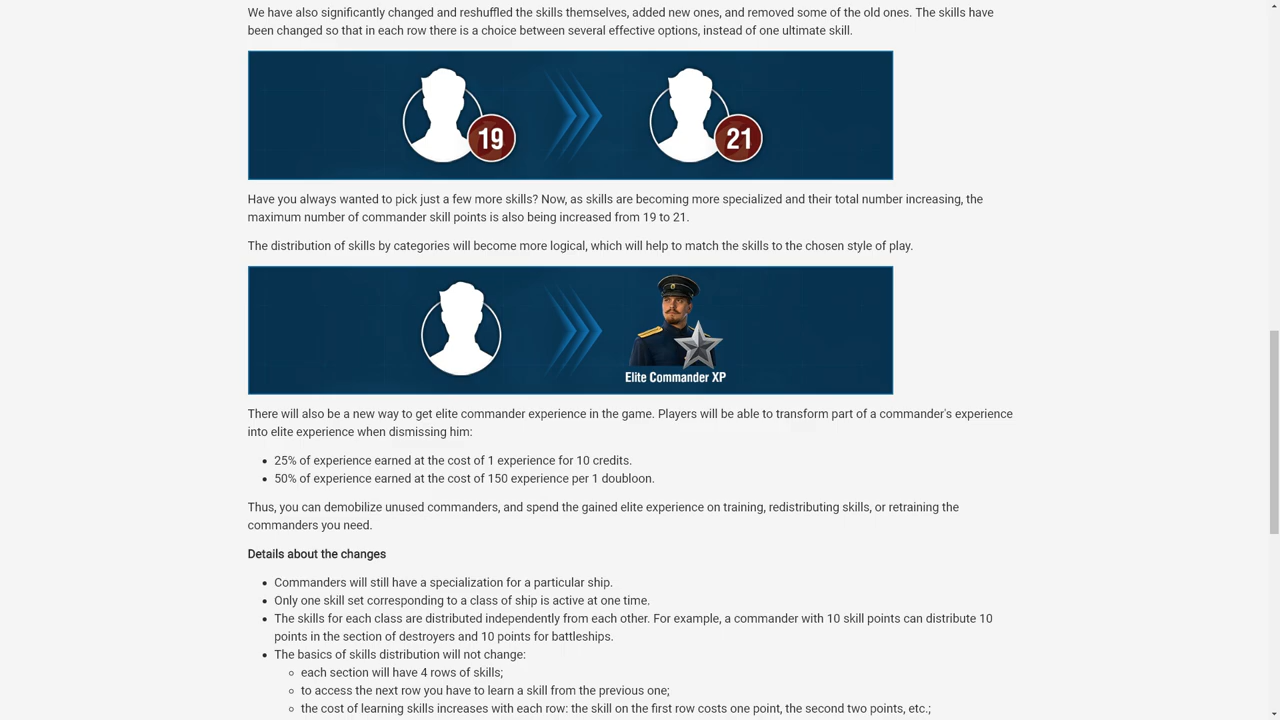 We have also significantly changed and reshuffled the skills themselves, added new ones, and removed some of the old ones. The skills have
been changed so that in each row there is a choice between several effective options, instead of one ultimate skill.
19
21
Have you always wanted to pick just a few more skills? Now, as skills are becoming more specialized and their total number increasing, the
maximum number of commander skill points is also being increased from 19 to 21.
The distribution of skills by categories will become more logical, which will help to match the skills to the chosen style of play.
Elite Commander XP
There will also be a new way to get elite commander experience in the game. Players will be able to transform part of a commander's experience
into elite experience when dismissing him:
• 25% of experience earned at the cost of 1 experience for 10 credits.
• 50% of experience earned at the cost of 150 experience per 1 doubloon.
Thus, you can demobilize unused commanders, and spend the gained elite experience on training, redistributing skills, or retraining the
commanders you need.
Details about the changes
• Commanders will still have a specialization for a particular ship.
• Only one skill set corresponding to a class of ship is active at one time.
• The skills for each class are distributed independently from each other. For example, a commander with 10 skill points can distribute 10
points in the section of destroyers and 10 points for battleships.
• The basics of skills distribution will not change:
◦ each section will have 4 rows of skills;
◦ to access the next row you have to learn a skill from the previous one;
◦ the cost of learning skills increases with each row: the skill on the first row costs one point, the second two points, etc.;